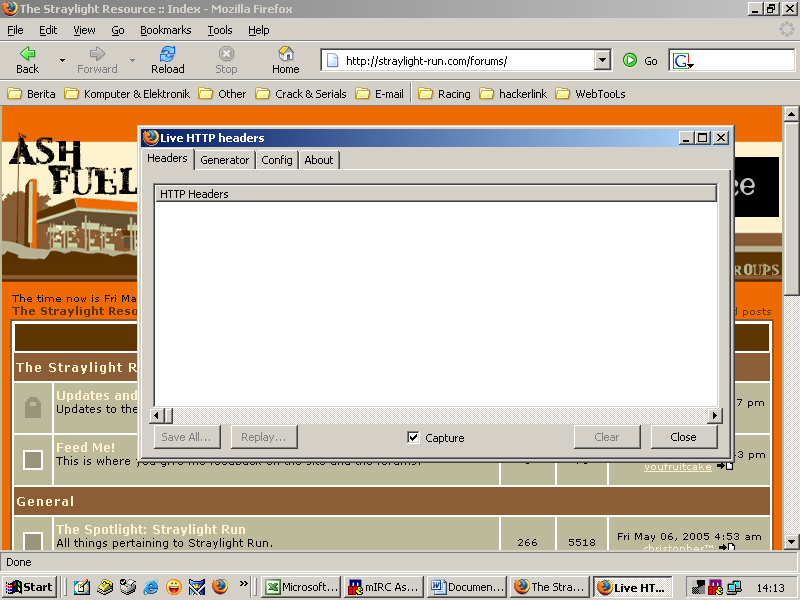 The Straylight Resource :: Index - Mozilla Firefox
File Edit View Go Bookmarks Tools Help
Back Forward Reload Stop Home http://straylight-run.com/forums/ Go G
Berita Komputer & Elektronik Other Crack & Serials E-mail Racing hackerlink WebTooLs
ASH
FUEL
Live HTTP headers
Headers Generator Config About
HTTP Headers
ce
ROUPS
The time now is Fri Ma
The Straylight Reso
d posts
The Straylight R
Updates and
Updates to the
7 pm
Save All... Replay... Capture Clear Close
Feed Me!
This is where you give me feedback on the site and the forums!
3 pm
youfruitcake
General
The Spotlight: Straylight Run
All things pertaining to Straylight Run.
266 5518 Fri May 06, 2005 4:53 am
christopher™
Done
Start » Microsoft... mIRC As... Documen... The Stra... Live HT... 14:13